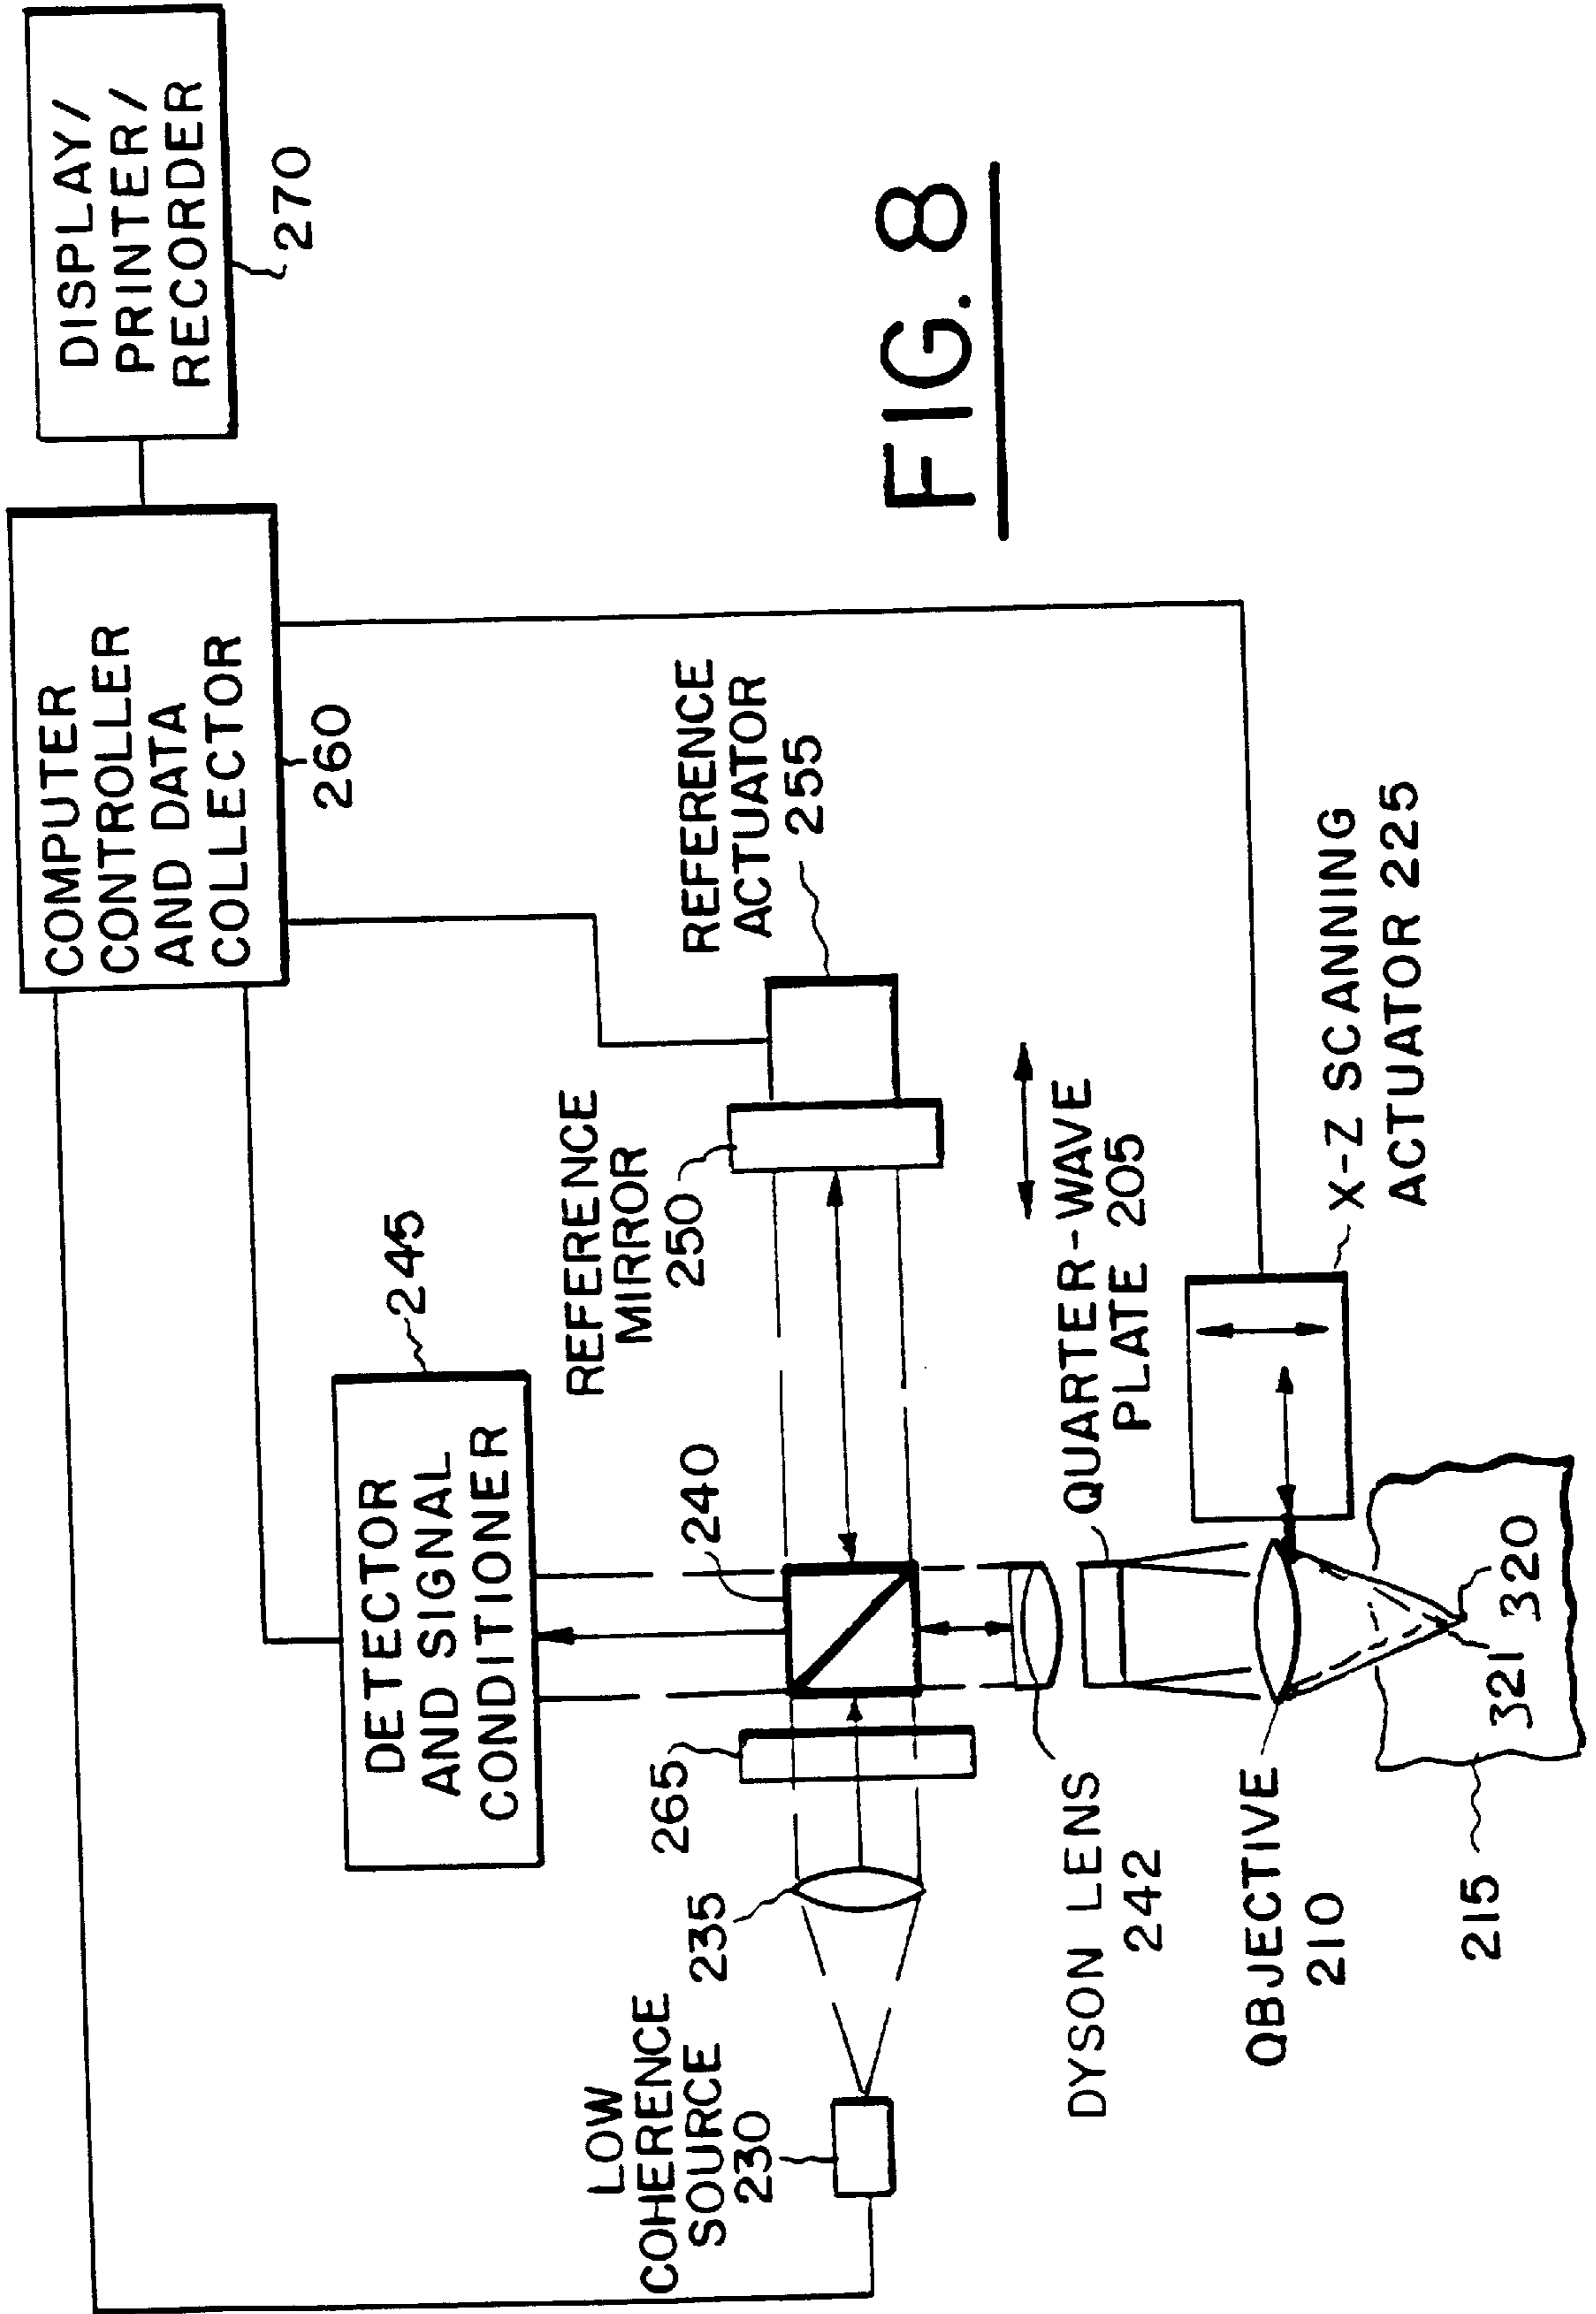 DISPLAY/
PRINTER/
RECORDER
270
COMPUTER
CONTROLLER
AND DATA
COLLECTOR
260
DETECTOR
AND SIGNAL
CONDITIONER
245
REFERENCE
MIRROR
250
REFERENCE
ACTUATOR
255
LOW
COHERENCE
SOURCE
230
235
265
240
DYSON LENS
242
QUARTER-WAVE
PLATE 205
X-Z SCANNING
ACTUATOR 225
QBJECTIVE
210
215
321
320
FIG. 8